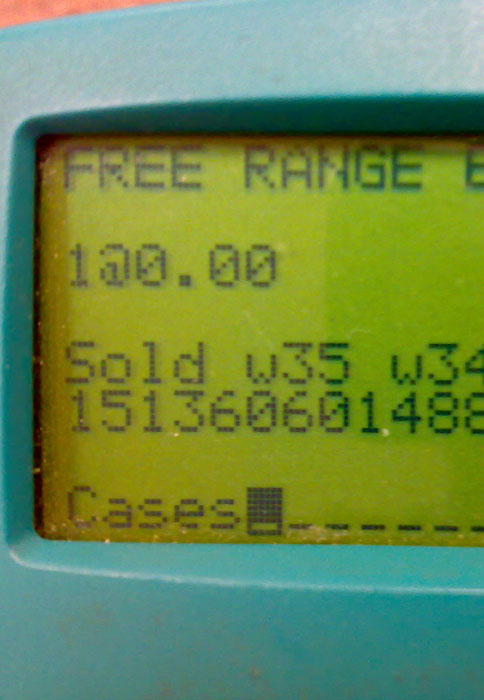 FREE RANGE
1@0.00
Sold w35 w34
151360601488
Cases